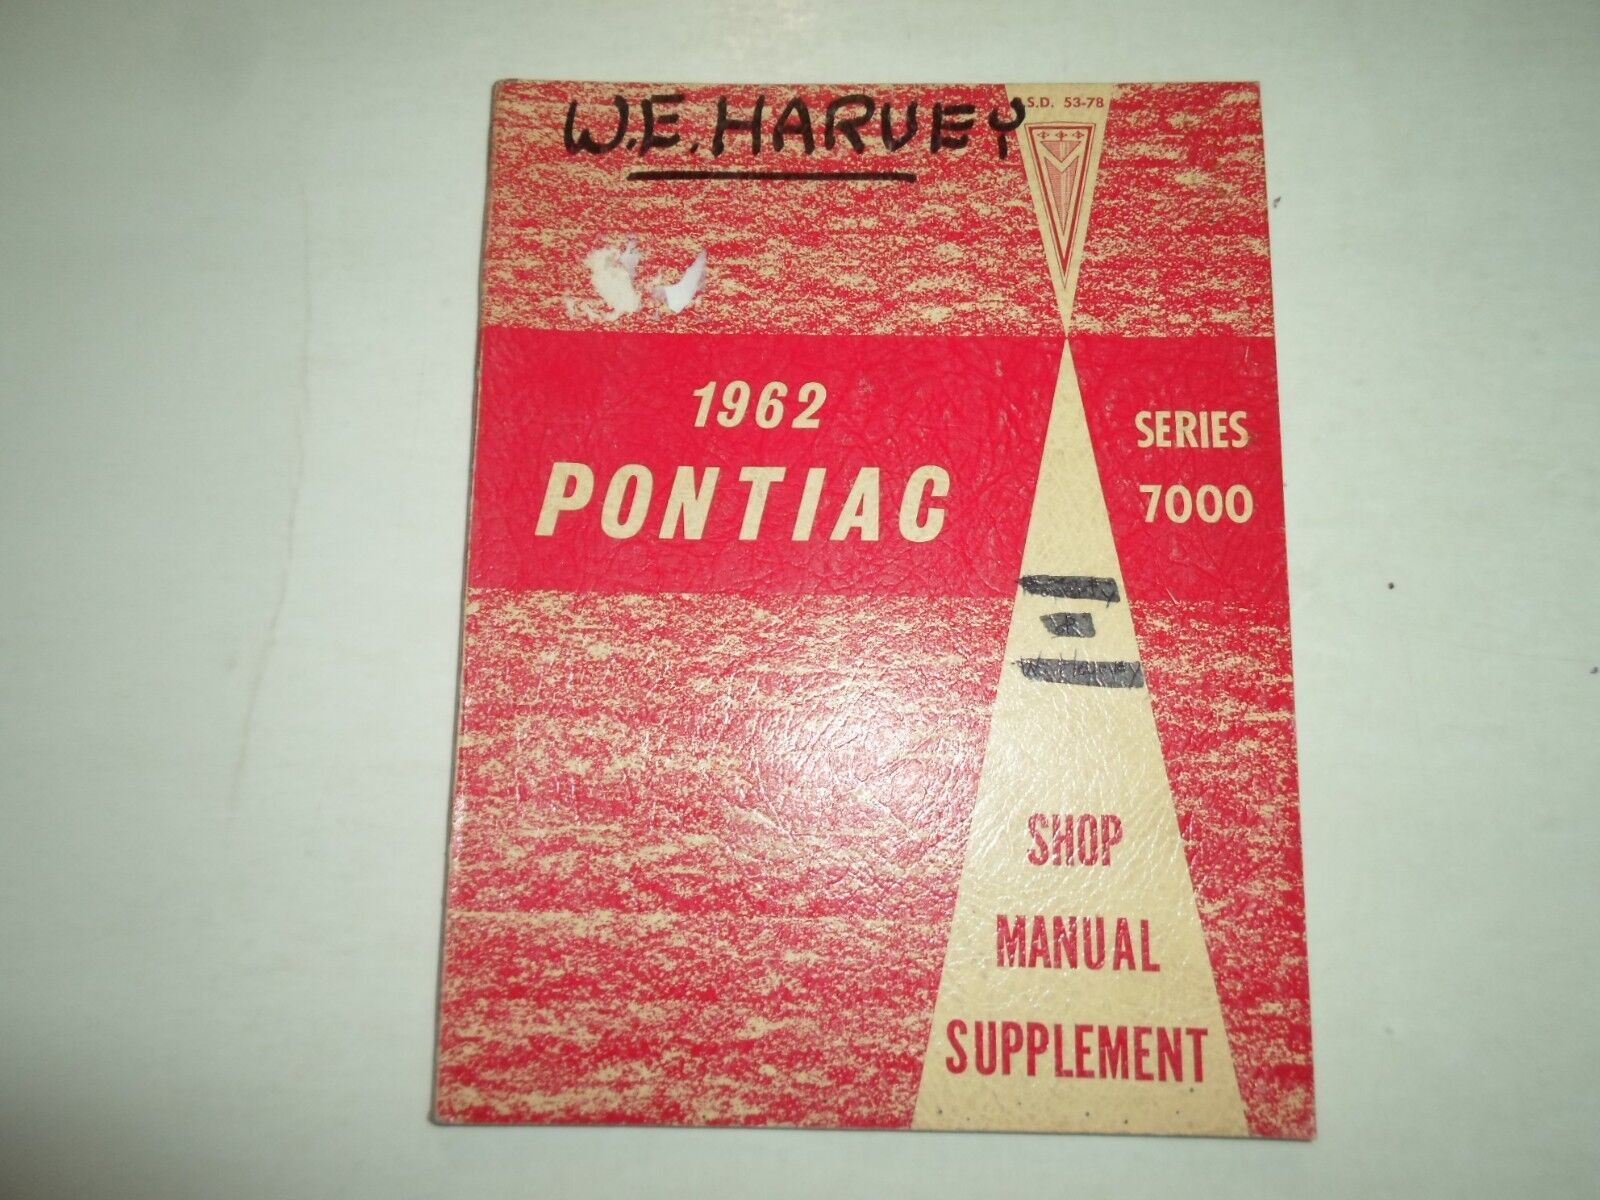 W.E. HARVEY
S.D. 53-78
1962
PONTIAC
SERIES
7000
SHOP
MANUAL
SUPPLEMENT